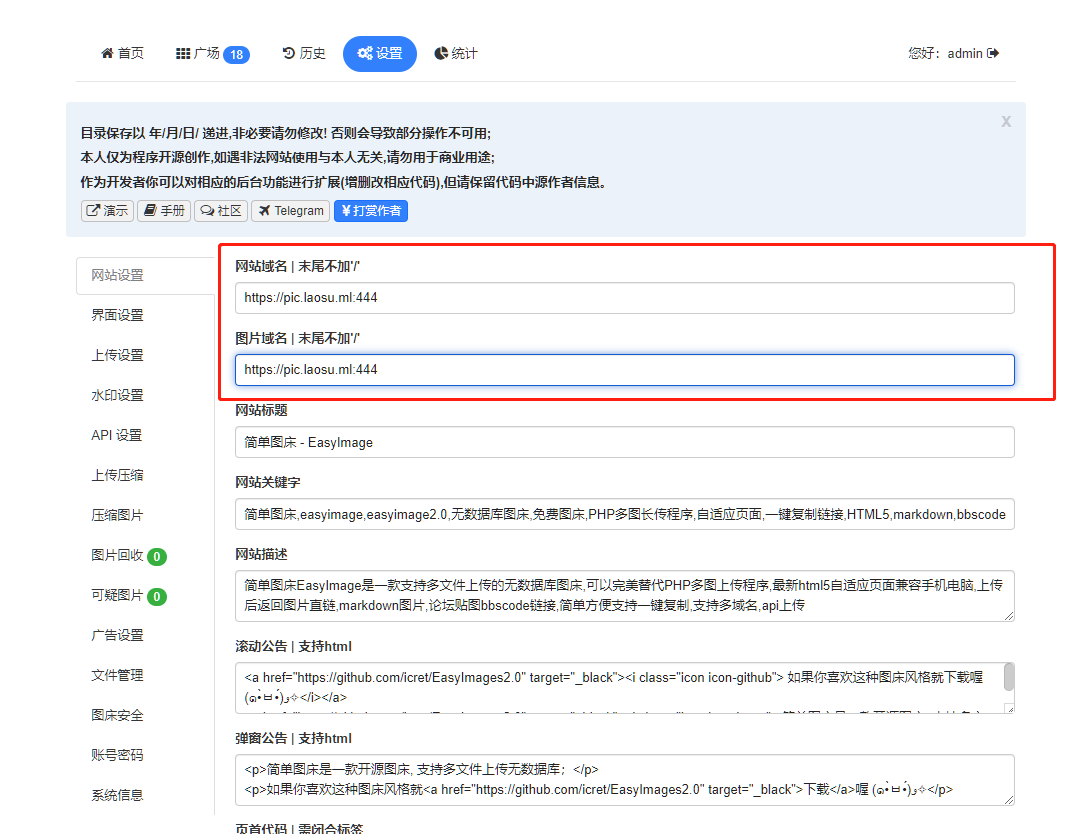 首页 广场 18 历史 设置 统计 您好：admin
x
目录保存以 年/月/日/ 递进,非必要请勿修改! 否则会导致部分操作不可用;
本人仅为程序开源创作,如遇非法网站使用与本人无关,请勿用于商业用途;
作为开发者你可以对相应的后台功能进行扩展(增删改相应代码),但请保留代码中源作者信息。
演示 手册 社区 Telegram ¥打赏作者
网站设置
界面设置
上传设置
水印设置
API 设置
上传压缩
压缩图片
图片回收 0
可疑图片 0
广告设置
文件管理
图床安全
账号密码
系统信息
网站域名 | 末尾不加'/'
https://pic.laosu.ml:444
图片域名 | 末尾不加'/'
https://pic.laosu.ml:444
网站标题
简单图床 - EasyImage
网站关键字
简单图床,easyimage,easyimage2.0,无数据库图床,免费图床,PHP多图长传程序,自适应页面,一键复制链接,HTML5,markdown,bbscode
网站描述
简单图床EasyImage是一款支持多文件上传的无数据库图床,可以完美替代PHP多图上传程序,最新html5自适应页面兼容手机电脑,上传
后返回图片直链,markdown图片,论坛贴图bbscode链接,简单方便支持一键复制,支持多域名,api上传
滚动公告 | 支持html
<a href="https://github.com/icret/EasyImages2.0" target="_black"><i class="icon icon-github"> 如果你喜欢这种图床风格就下载喔
(๑•̀ㅂ•́)و✧</i></a>
弹窗公告 | 支持html
<p>简单图床是一款开源图床, 支持多文件上传无数据库；</p>
<p>如果你喜欢这种图床风格就<a href="https://github.com/icret/EasyImages2.0" target="_black">下载</a>喔 (๑•̀ㅂ•́)و✧</p>
页首代码 | 需闭合标签